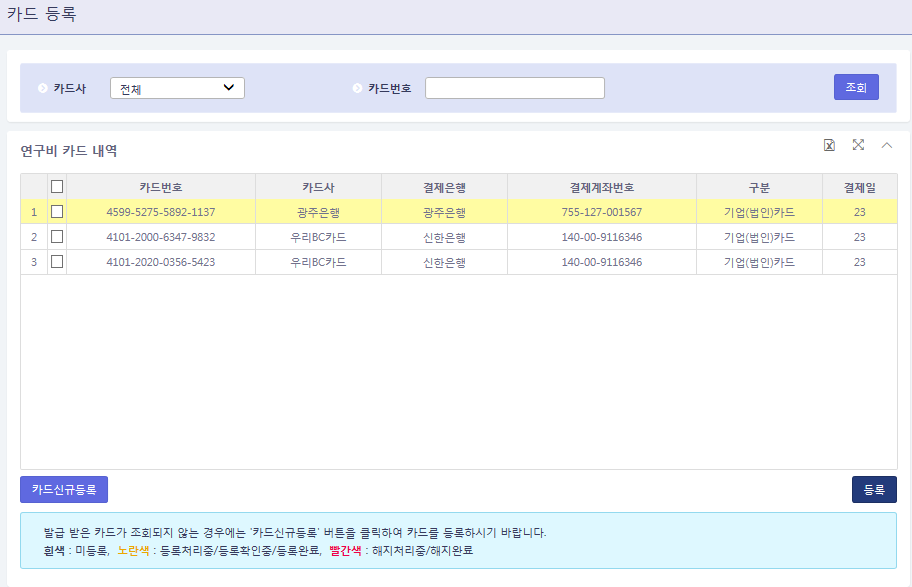 카드 등록
카드사 전체 카드번호 조회
연구비 카드 내역
카드번호 카드사 결제은행 결제계좌번호 구분 결제일
1 4599-5275-5892-1137 광주은행 광주은행 755-127-001567 기업(법인)카드 23
2 4101-2000-6347-9832 우리BC카드 신한은행 140-00-9116346 기업(법인)카드 23
3 4101-2020-0356-5423 우리BC카드 신한은행 140-00-9116346 기업(법인)카드 23
카드신규등록 등록
발급 받은 카드가 조회되지 않는 경우에는 '카드신규등록' 버튼을 클릭하여 카드를 등록하시기 바랍니다.
흰색 : 미등록, 노란색 : 등록처리중/등록확인중/등록완료, 빨간색 : 해지처리중/해지완료